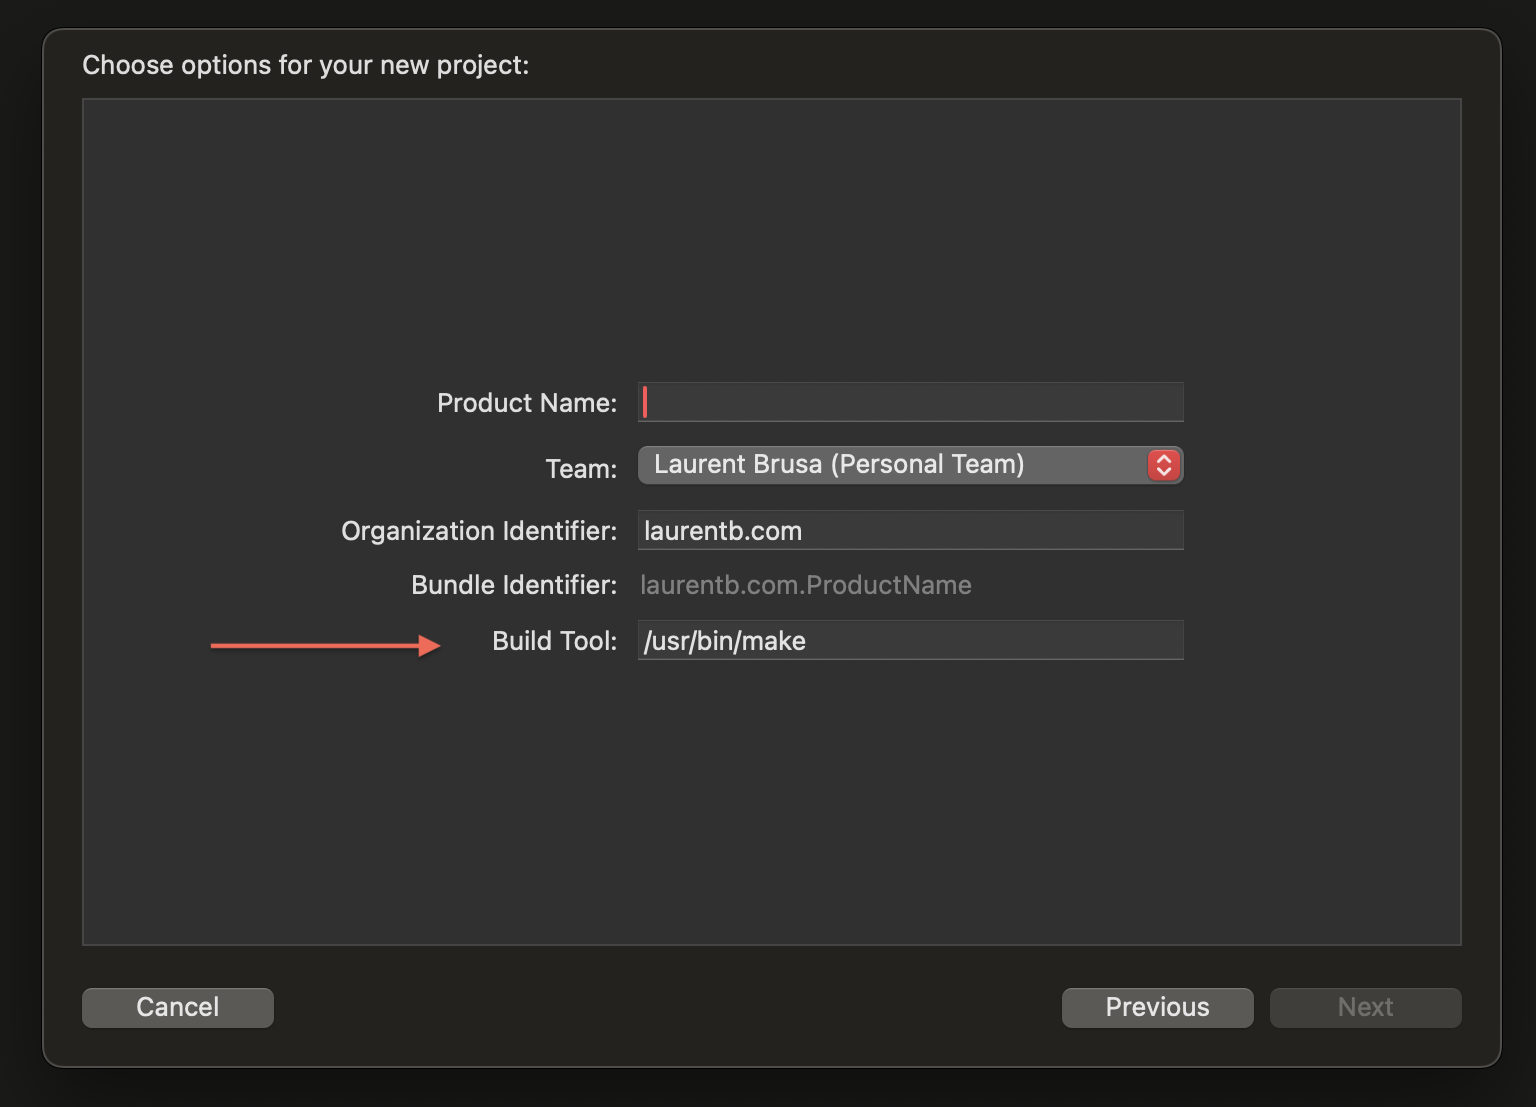 Choose options for your new project:
Product Name:
Team: Laurent Brusa (Personal Team)
Organization Identifier: laurentb.com
Bundle Identifier: laurentb.com.ProductName
Build Tool: /usr/bin/make
Cancel Previous Next